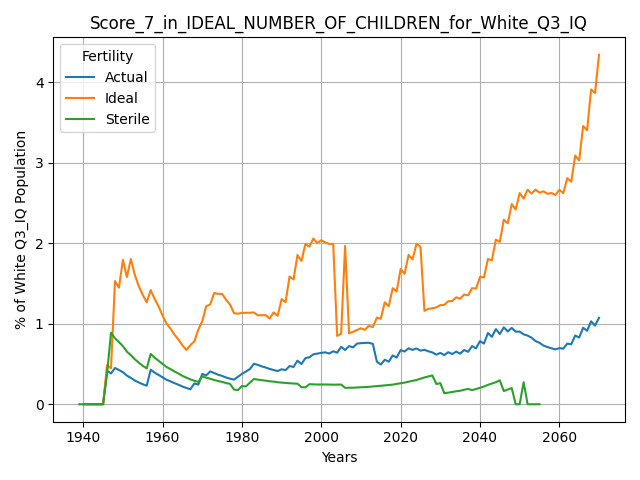 Score_7_in_IDEAL_NUMBER_OF_CHILDREN_for_White_Q3_IQ
Fertility
Actual
Ideal
Sterile
% of White Q3_IQ Population
4
3
2
1
0
1940
1960
1980
2000
2020
2040
2060
Years